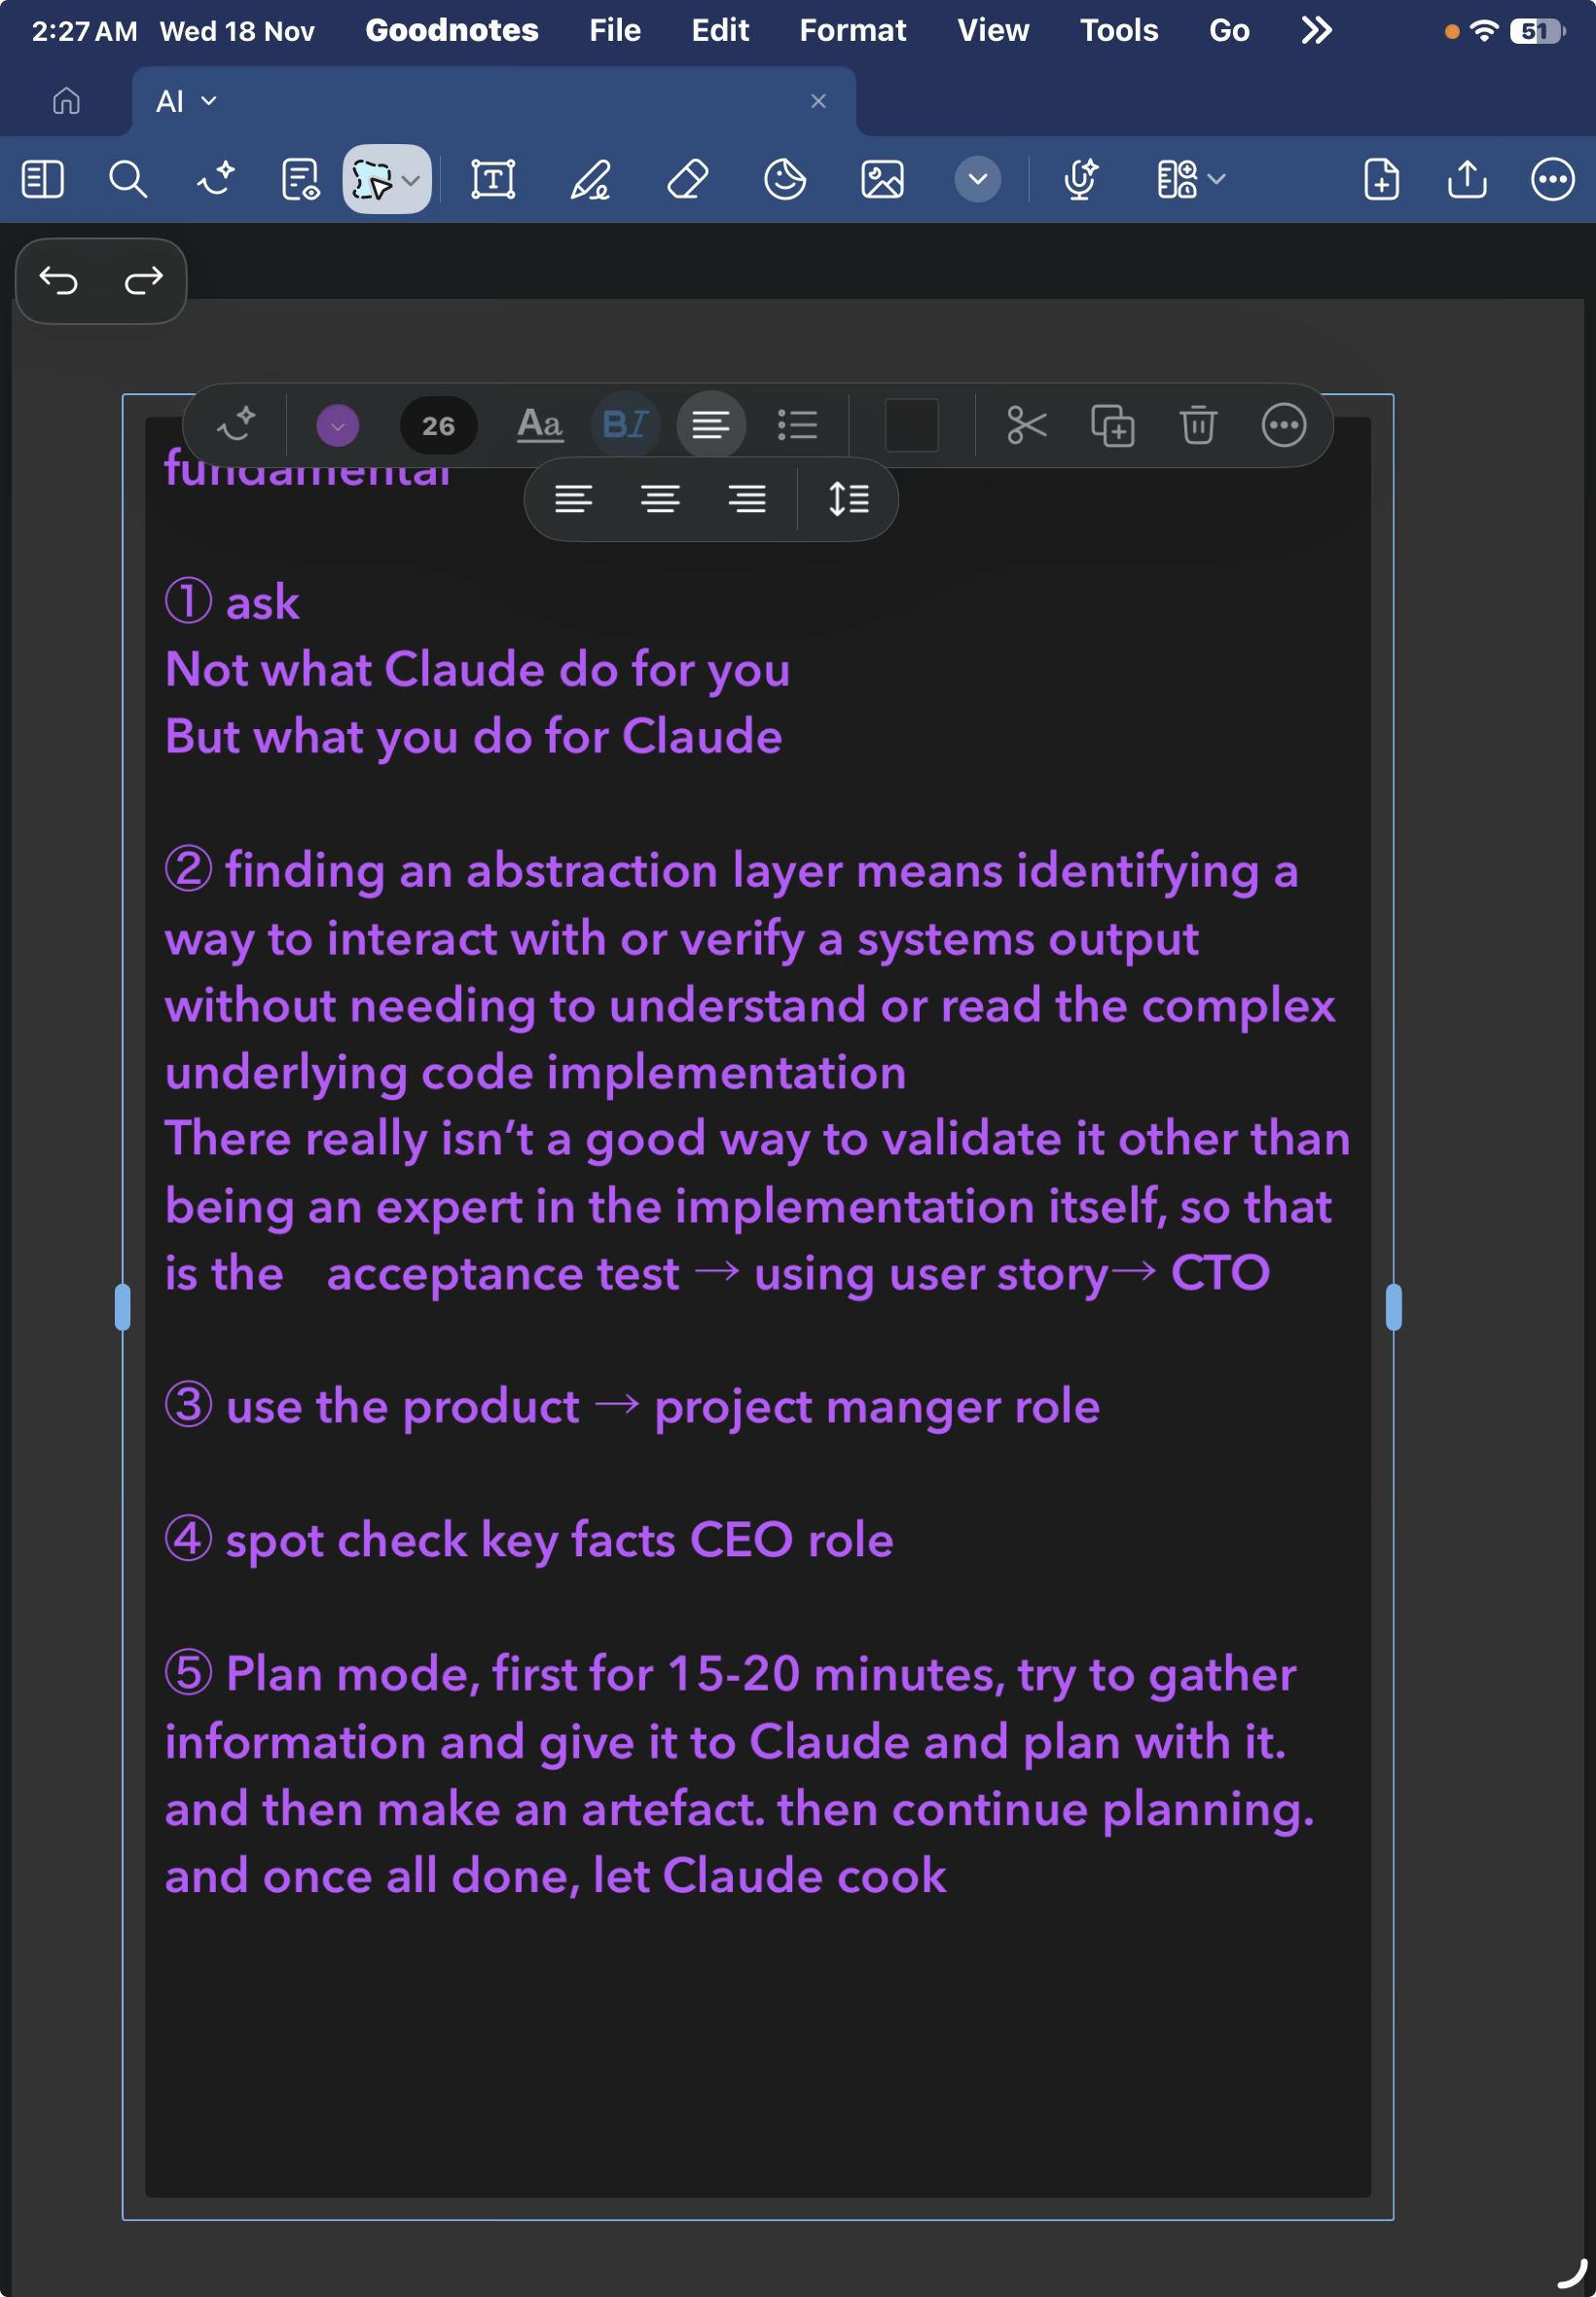 2:27 AM Wed 18 Nov Goodnotes File Edit Format View Tools Go 51
AI
26 Aa BI
fundamental
① ask
Not what Claude do for you
But what you do for Claude
② finding an abstraction layer means identifying a
way to interact with or verify a systems output
without needing to understand or read the complex
underlying code implementation
There really isn’t a good way to validate it other than
being an expert in the implementation itself, so that
is the acceptance test → using user story→ CTO
③ use the product → project manger role
④ spot check key facts CEO role
⑤ Plan mode, first for 15-20 minutes, try to gather
information and give it to Claude and plan with it.
and then make an artefact. then continue planning.
and once all done, let Claude cook